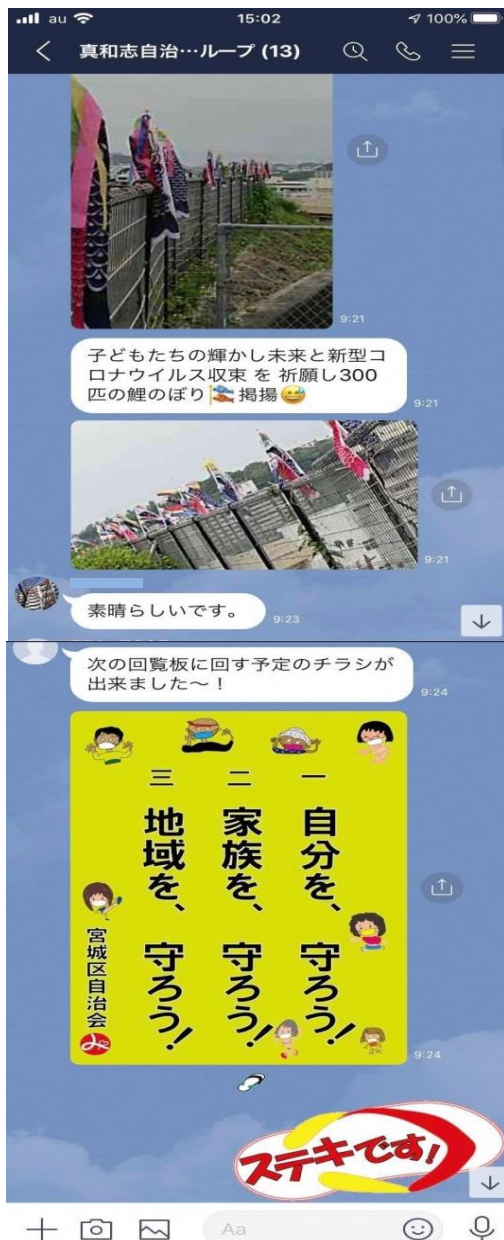 au
15:02
100%
真和志自治…ループ (13)
9:21
子どもたちの輝かし未来と新型コ
ロナウイルス収束 を 祈願し300
匹の鯉のぼり🎏掲揚😅
9:21
9:21
素晴らしいです。
9:23
次の回覧板に回す予定のチラシが
出来ました〜！
9:24
一 自分を、守ろう！
二 家族を、守ろう！
三 地域を、守ろう！
宮城区自治会
9:24
ステキです！
Aa